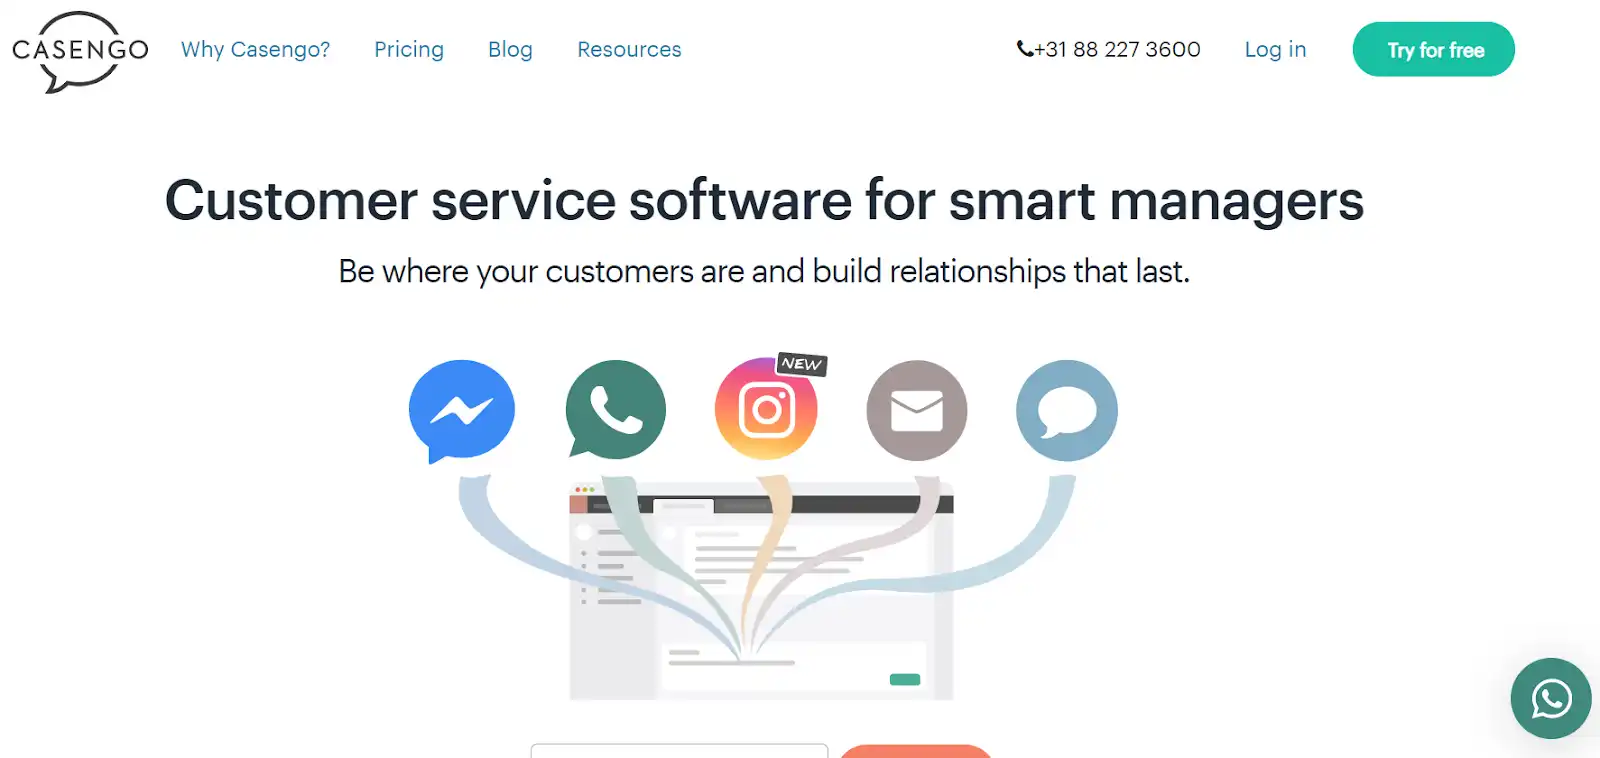 CASENGO Why Casengo? Pricing Blog Resources +31 88 227 3600 Log in Try for free
Customer service software for smart managers
Be where your customers are and build relationships that last.
NEW